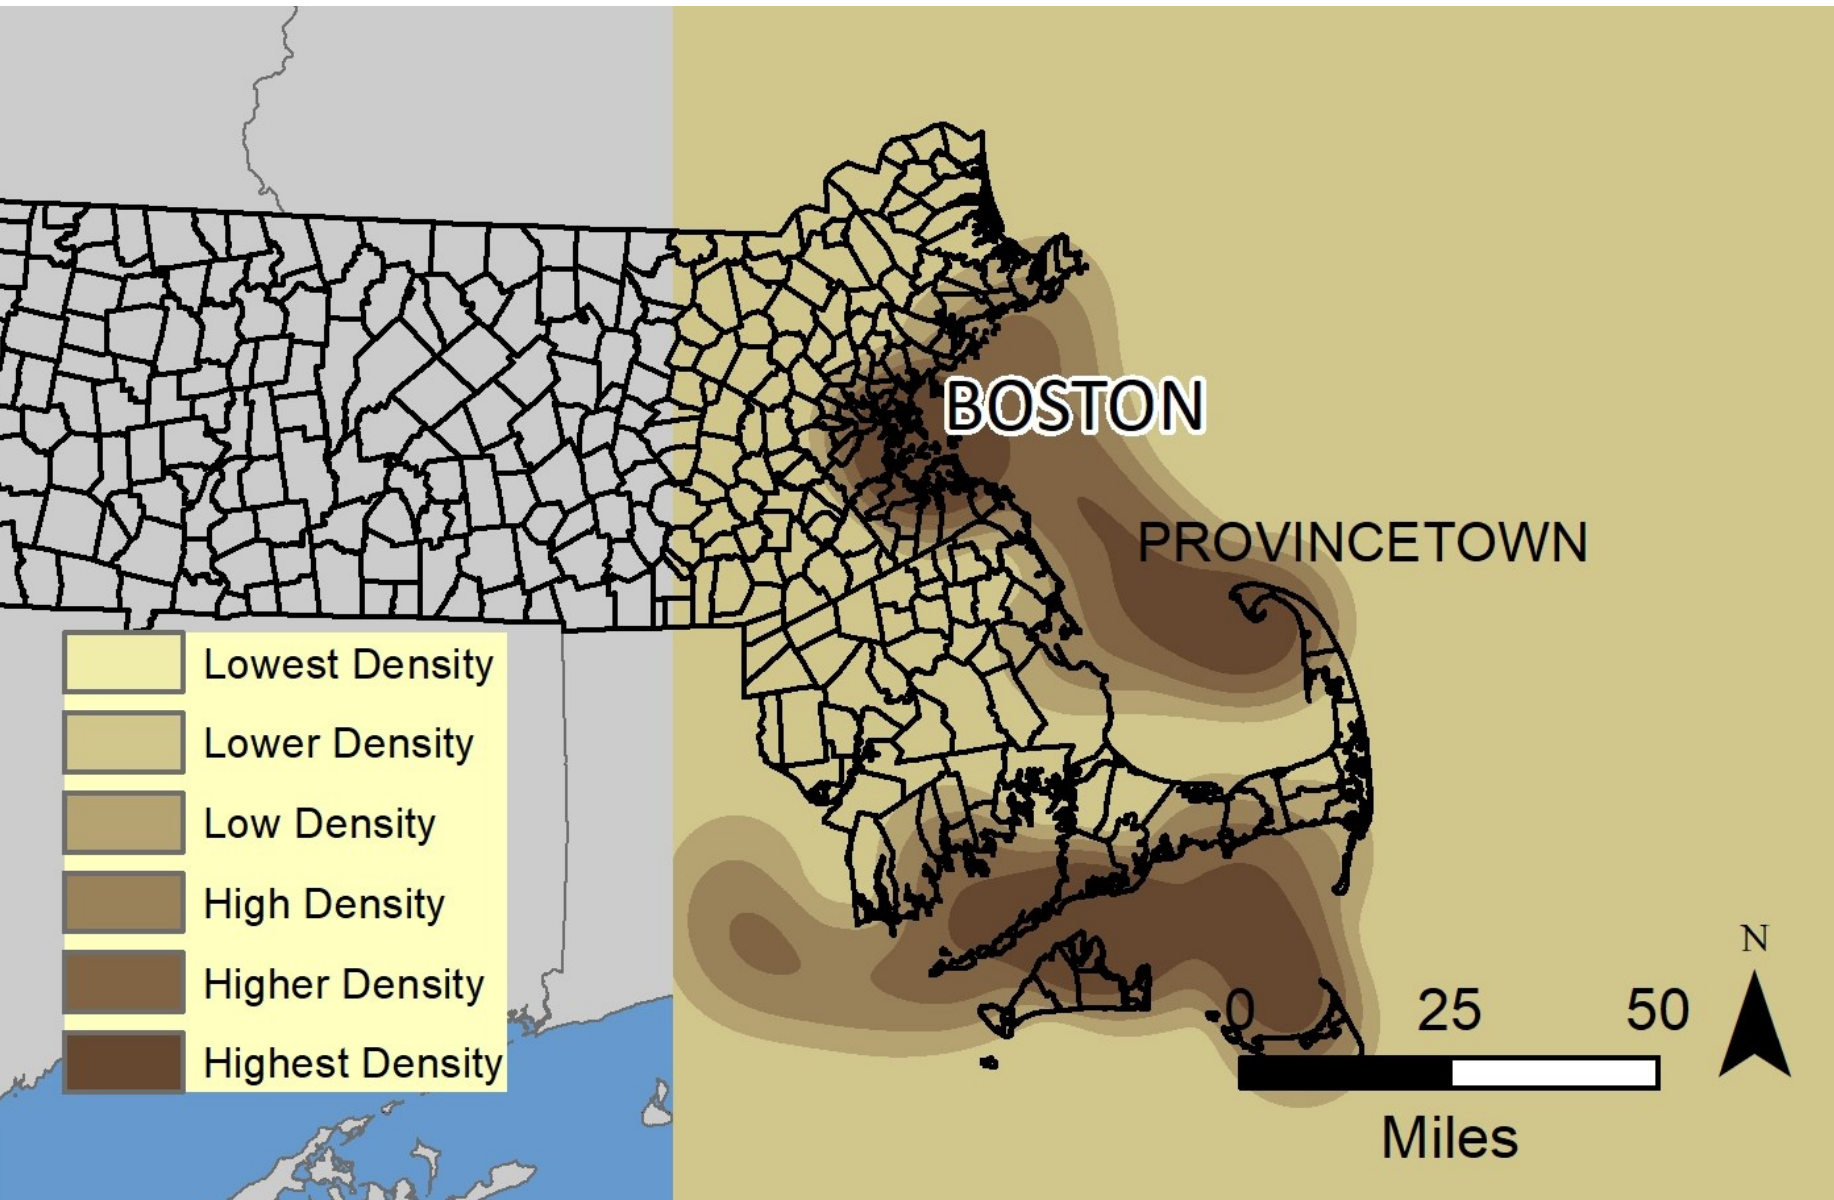 BOSTON
PROVINCETOWN
Lowest Density
Lower Density
Low Density
High Density
Higher Density
Highest Density
N
0 25 50
Miles